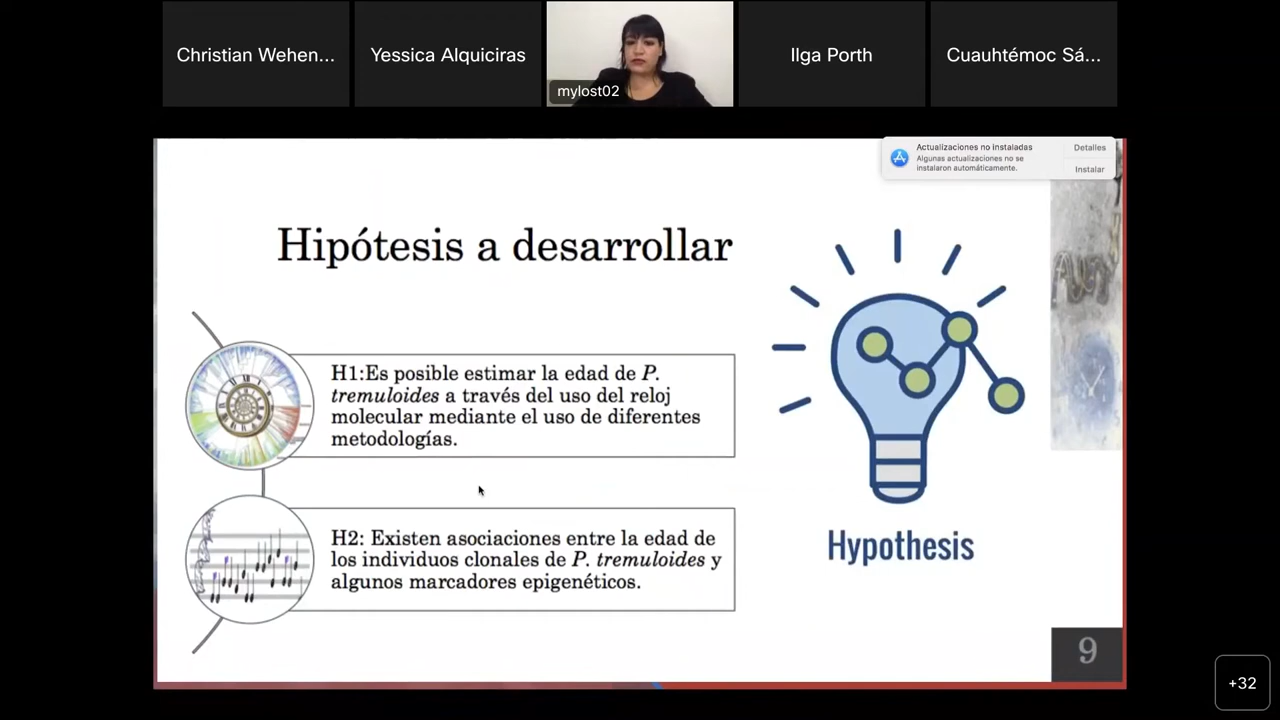 Christian Wehen...
Yessica Alquiciras
mylost02
Ilga Porth
Cuauhtémoc Sá...
Actualizaciones no instaladas
Algunas actualizaciones no se
instalaron automáticamente.
Detalles
Instalar
Hipótesis a desarrollar
H1:Es posible estimar la edad de P.
tremuloides a través del uso del reloj
molecular mediante el uso de diferentes
metodologías.
H2: Existen asociaciones entre la edad de
los individuos clonales de P. tremuloides y
algunos marcadores epigenéticos.
Hypothesis
9
+32